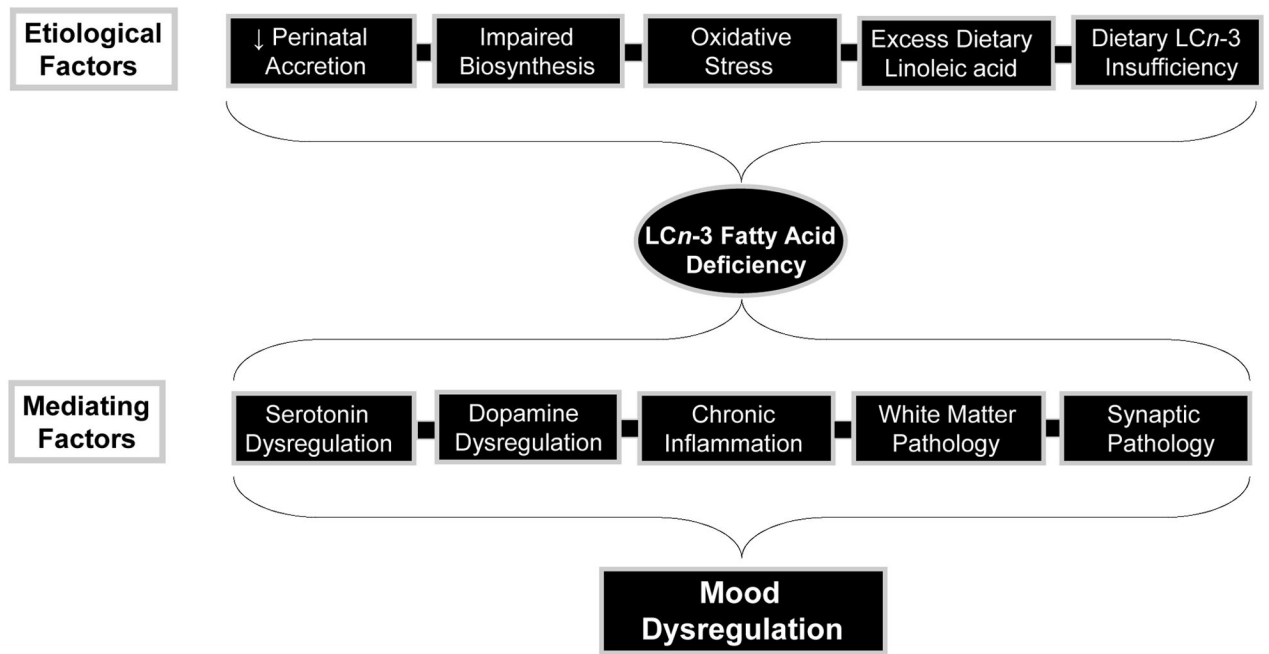 Etiological
Factors
↓ Perinatal
Accretion
Impaired
Biosynthesis
Oxidative
Stress
Excess Dietary
Linoleic acid
Dietary LCn-3
Insufficiency
LCn-3 Fatty Acid
Deficiency
Mediating
Factors
Serotonin
Dysregulation
Dopamine
Dysregulation
Chronic
Inflammation
White Matter
Pathology
Synaptic
Pathology
Mood
Dysregulation